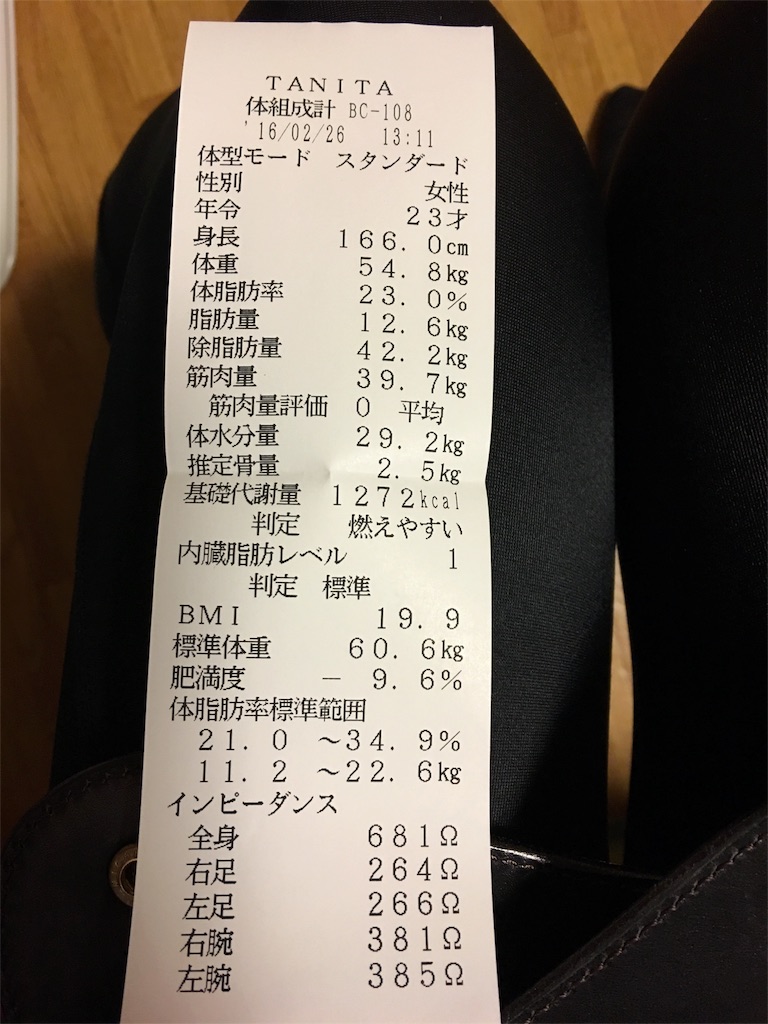 TANITA
体組成計 BC-108
'16/02/26 13:11
体型モード スタンダード
性別 女性
年令 23才
身長 166.0cm
体重 54.8kg
体脂肪率 23.0%
脂肪量 12.6kg
除脂肪量 42.2kg
筋肉量 39.7kg
筋肉量評価 0 平均
体水分量 29.2kg
推定骨量 2.5kg
基礎代謝量 1272kcal
判定 燃えやすい
内臓脂肪レベル 1
判定 標準
BMI 19.9
標準体重 60.6kg
肥満度 - 9.6%
体脂肪率標準範囲
21.0 ~34.9%
11.2 ~22.6kg
インピーダンス
全身 681Ω
右足 264Ω
左足 266Ω
右腕 381Ω
左腕 385Ω